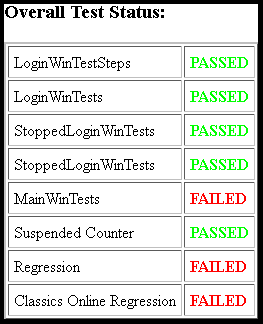 Overall Test Status:
LoginWinTestSteps PASSED
LoginWinTests PASSED
StoppedLoginWinTests PASSED
StoppedLoginWinTests PASSED
MainWinTests FAILED
Suspended Counter PASSED
Regression FAILED
Classics Online Regression FAILED